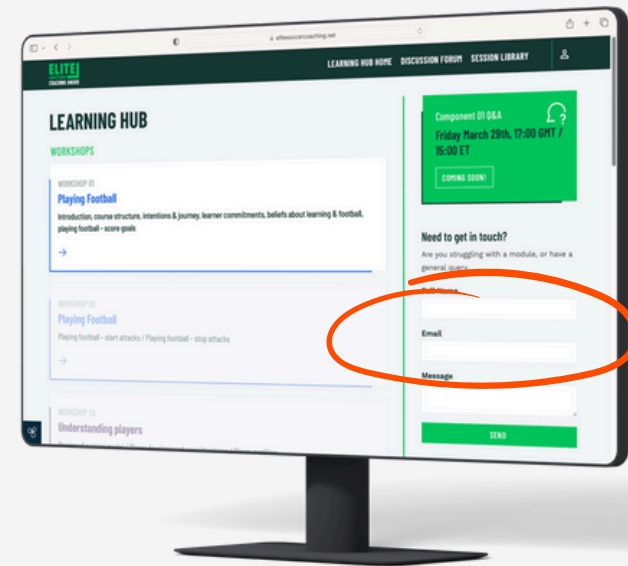 elitesoccercoaching.net
ELITE
COACHING AWARD
LEARNING HUB HOME DISCUSSION FORUM SESSION LIBRARY
LEARNING HUB
WORKSHOPS
WORKSHOP 01
Playing Football
Introduction, course structure, intentions & journey, learner commitments, beliefs about learning & football,
playing football - score goals
WORKSHOP 02
Playing Football
Playing football - start attacks / Playing football - stop attacks
WORKSHOP 03
Understanding players
Component 01 Q&A
Friday March 29th, 17:00 GMT /
15:00 ET
COMING SOON!
Need to get in touch?
Are you struggling with a module, or have a
general query
Full Name
Email
Message
SEND